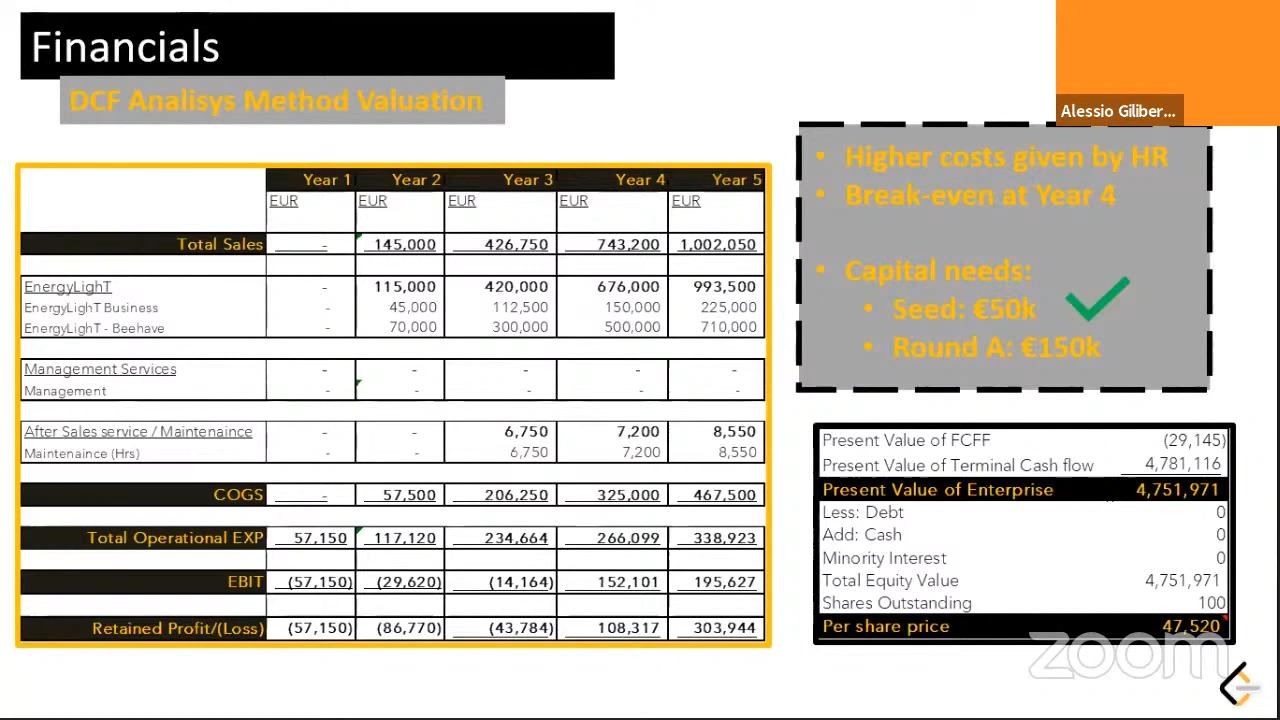 Financials
DCF Analisys Method Valuation
Alessio Giliber...
Year 1 Year 2 Year 3 Year 4 Year 5
EUR EUR EUR EUR EUR
Total Sales - 145,000 426,750 743,200 1,002,050
EnergyLighT - 115,000 420,000 676,000 993,500
EnergyLighT Business - 45,000 112,500 150,000 225,000
EnergyLighT - Beehave - 70,000 300,000 500,000 710,000
Management Services - - - - -
Management - - - - -
After Sales service / Maintenaince - - 6,750 7,200 8,550
Maintenaince (Hrs) - - 6,750 7,200 8,550
COGS - 57,500 206,250 325,000 467,500
Total Operational EXP 57,150 117,120 234,664 266,099 338,923
EBIT (57,150) (29,620) (14,164) 152,101 195,627
Retained Profit/(Loss) (57,150) (86,770) (43,784) 108,317 303,944
• Higher costs given by HR
• Break-even at Year 4
• Capital needs:
• Seed: €50k
• Round A: €150k
Present Value of FCFF (29,145)
Present Value of Terminal Cash flow 4,781,116
Present Value of Enterprise 4,751,971
Less: Debt 0
Add: Cash 0
Minority Interest 0
Total Equity Value 4,751,971
Shares Outstanding 100
Per share price 47,520
zoom